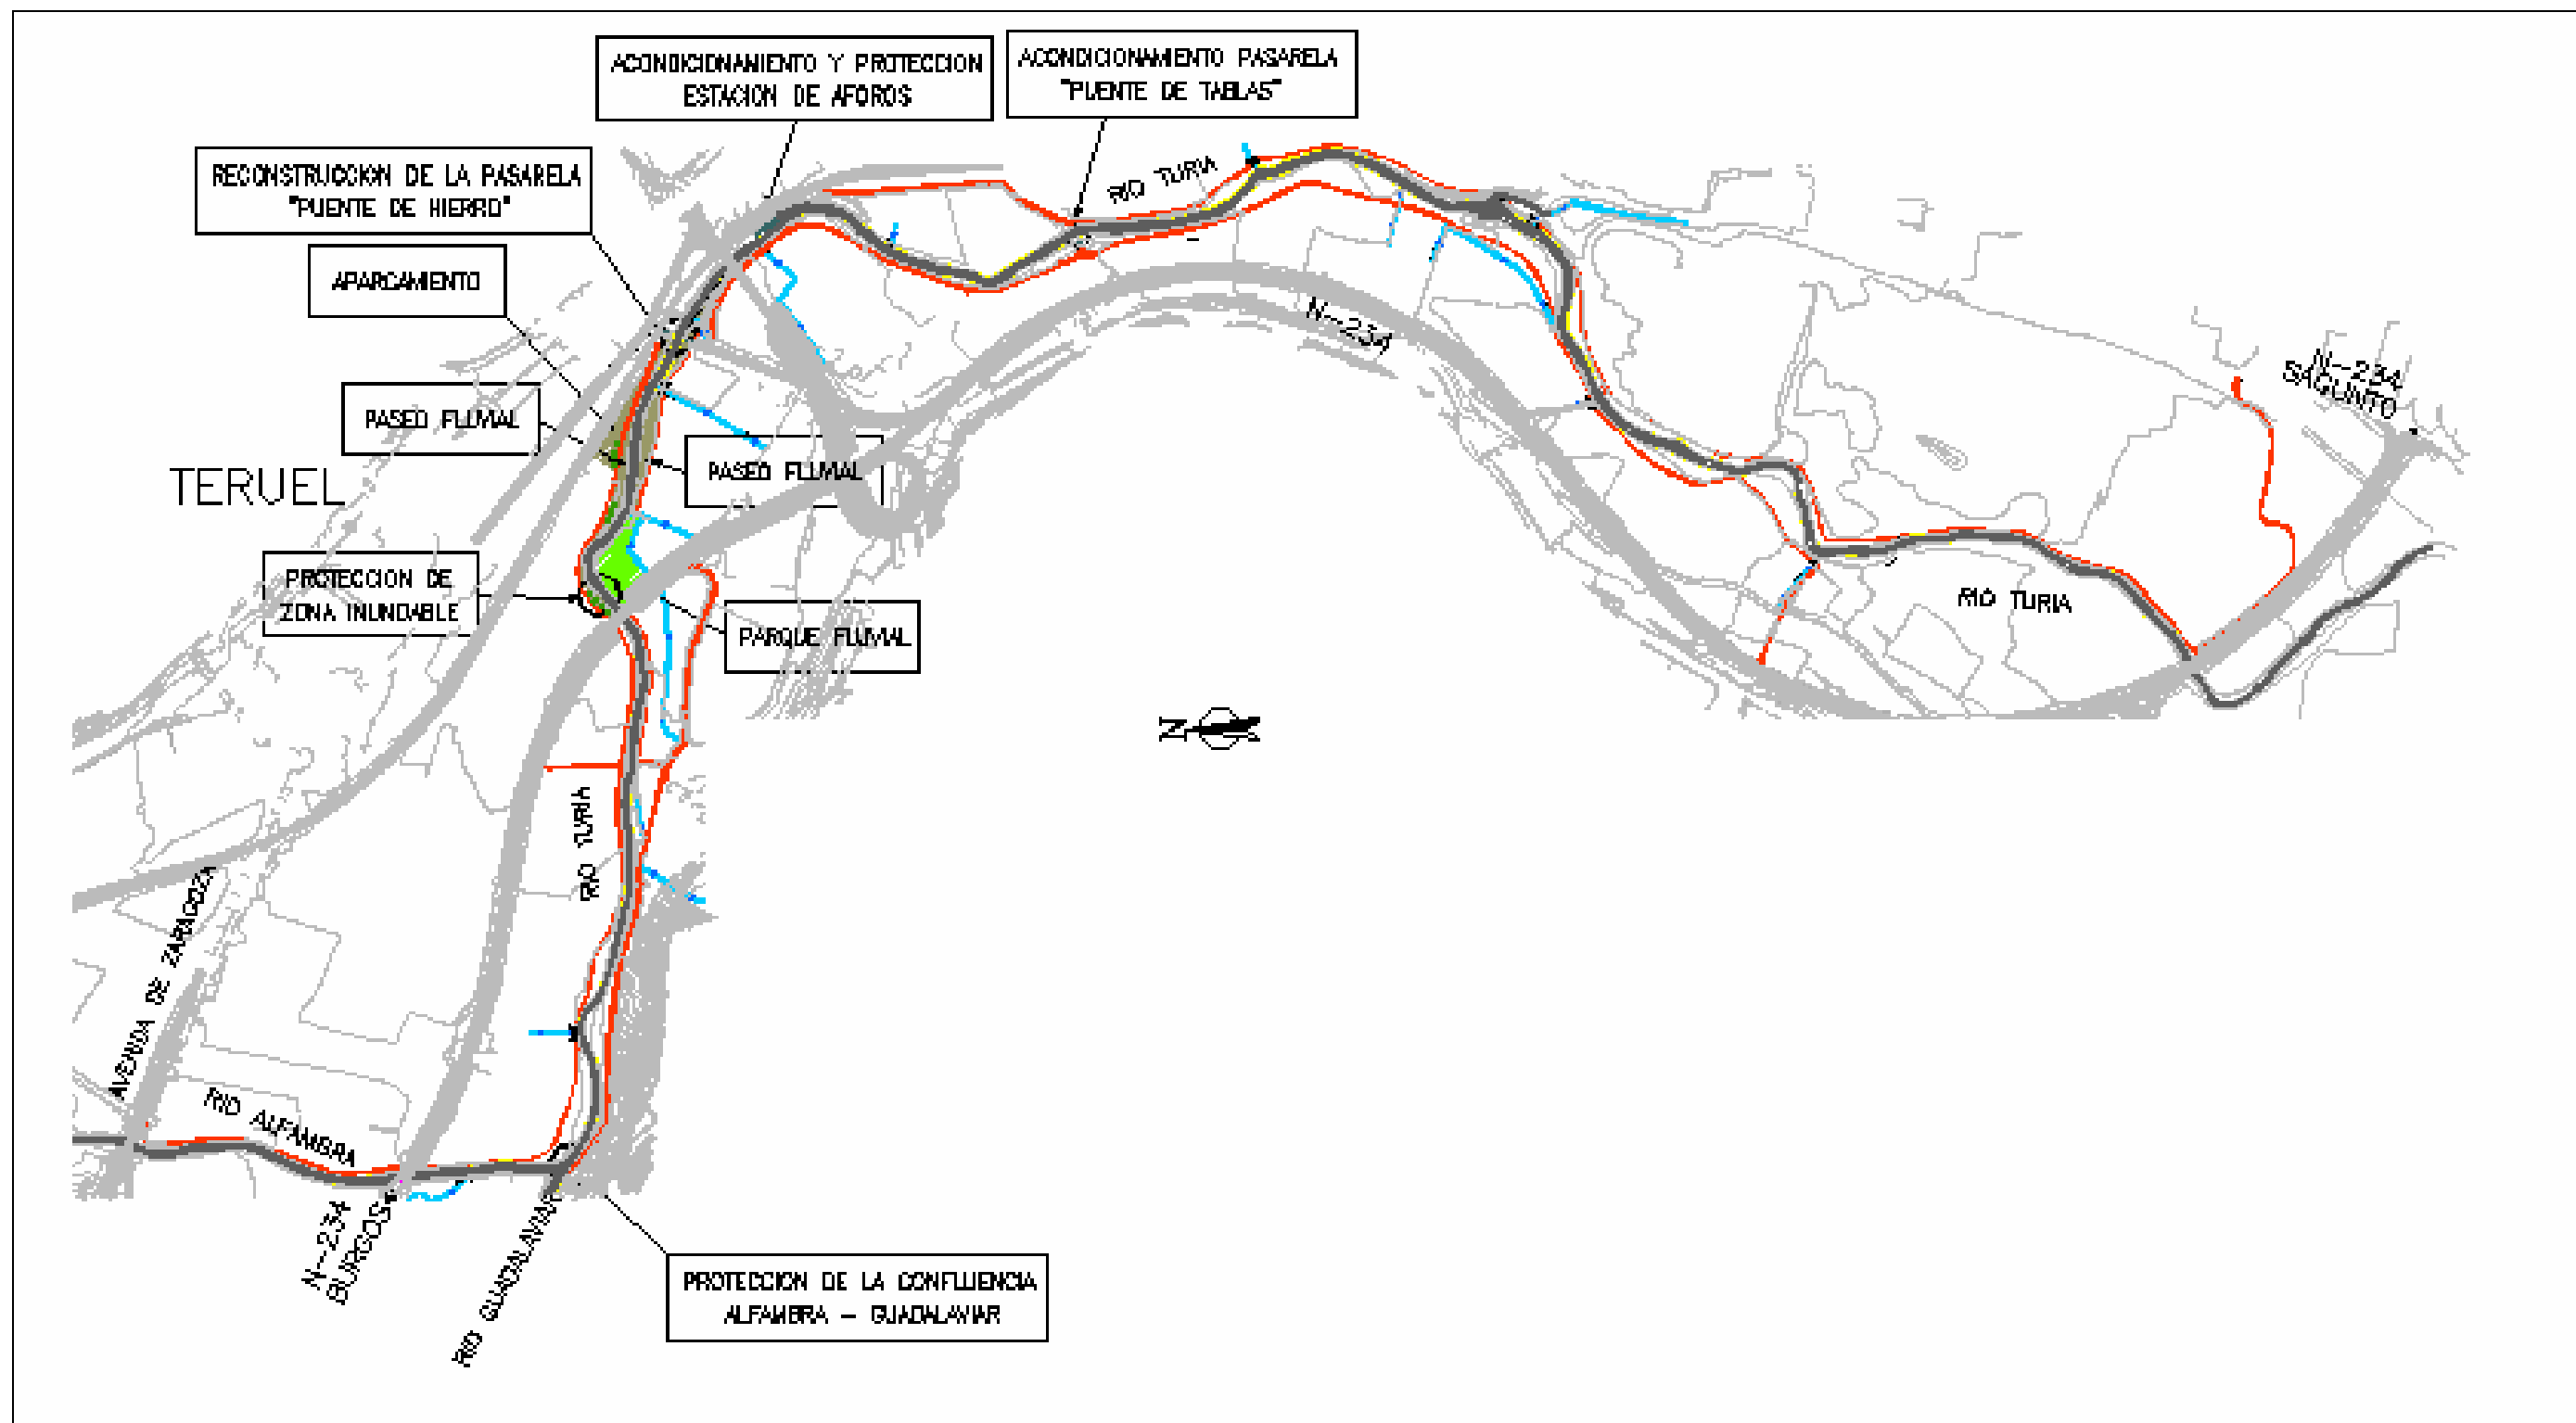 ACONDICIONAMIENTO Y PROTECCION
ESTACION DE AFOROS
ACONDICIONAMIENTO PASARELA
"PUENTE DE TABLAS"
RECONSTRUCCION DE LA PASARELA
"PUENTE DE HIERRO"
RIO TURIA
APARCAMIENTO
N-234
N-234
SAGUNTO
PASEO FLUVIAL
PASEO FLUVIAL
TERUEL
PROTECCION DE
ZONA INUNDABLE
RIO TURIA
PARQUE FLUVIAL
N
RIO TURIA
AVENIDA DE ZARAGOZA
RIO ALFAMBRA
N-234
BURGOS
RIO GUADALAVIAR
PROTECCION DE LA CONFLUENCIA
ALFAMBRA - GUADALAVIAR